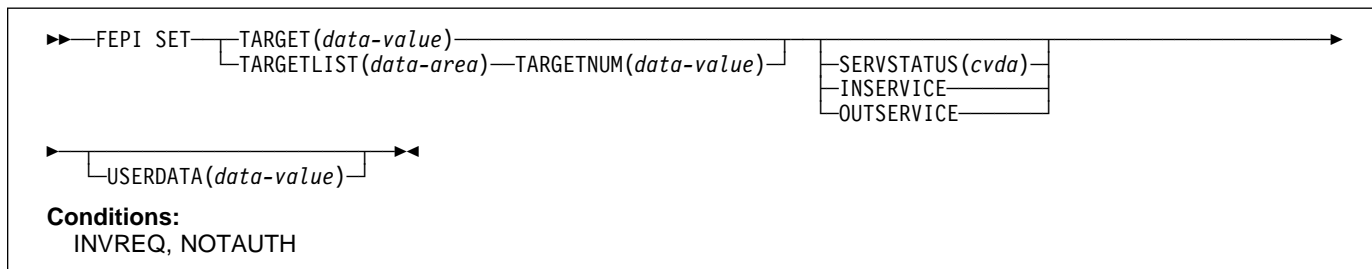 FEPI SET TARGET(data-value)
TARGETLIST(data-area) TARGETNUM(data-value) SERVSTATUS(cvda)
INSERVICE
OUTSERVICE
USERDATA(data-value)
Conditions:
INVREQ, NOTAUTH